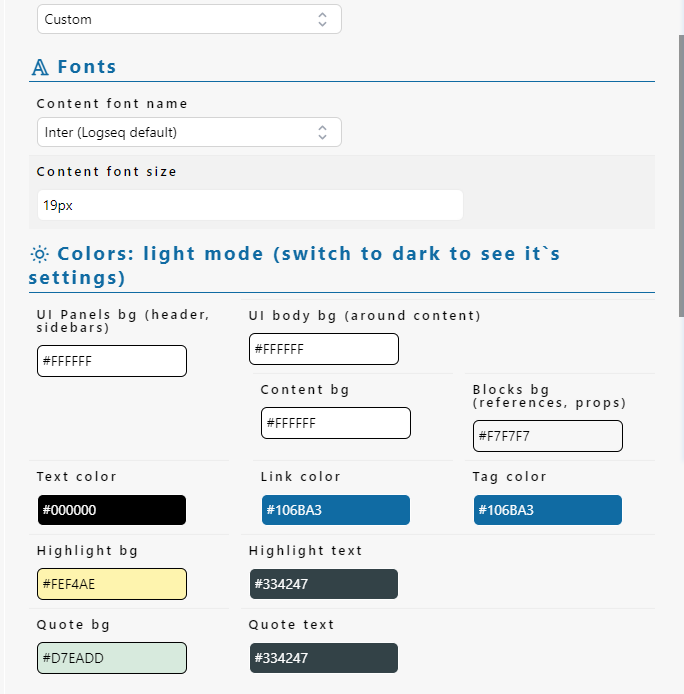 Custom
Fonts
Content font name
Inter (Logseq default)
Content font size
19px
Colors: light mode (switch to dark to see it`s
settings)
UI Panels bg (header,
sidebars)
#FFFFFF
UI body bg (around content)
#FFFFFF
Content bg
#FFFFFF
Blocks bg
(references, props)
#F7F7F7
Text color
#000000
Link color
#106BA3
Tag color
#106BA3
Highlight bg
#FEF4AE
Highlight text
#334247
Quote bg
#D7EADD
Quote text
#334247